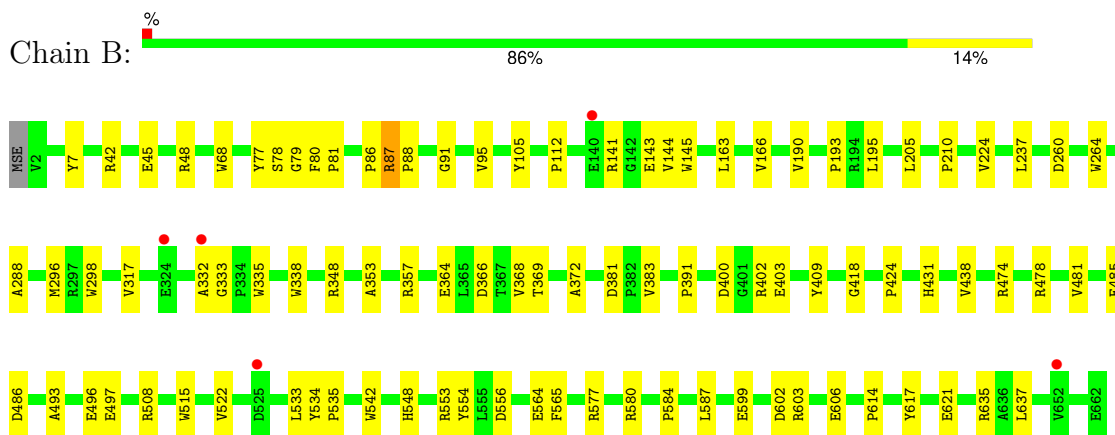 %
Chain B:
86% 14%
MSE V2 Y7 R42 E45 R48 W68 Y77 S78 G79 F80 P81 P86 R87 P88 G91 V95 Y105 P112 E140 R141 G142 E143 V144 W145 L163 V166 V190 P193 R194 L195 L205 P210 V224 L237 D260 W264
A288 M296 R297 W298 V317 E324 A332 G333 P334 W335 W338 R348 A353 R357 E364 L365 D366 T367 V368 T369 A372 D381 P382 V383 P391 D400 G401 R402 E403 Y409 G418 P424 H431 V438 R474 R478 V481 E485
D486 A493 E496 E497 R508 W515 V522 D525 L533 Y534 P535 W542 H548 R553 Y554 L555 D556 E564 F565 R577 R580 P584 L587 E599 D602 R603 E606 P614 Y617 E621 R635 A636 L637 V652 E662